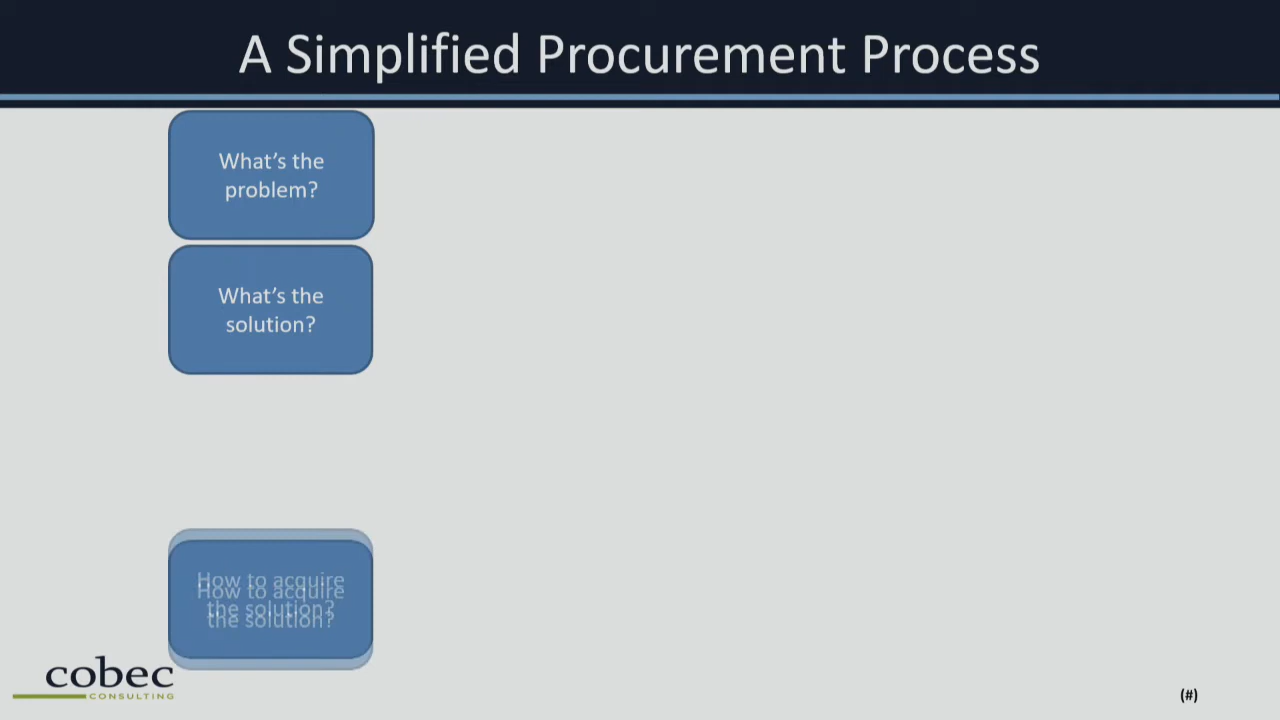 A Simplified Procurement Process
What's the
problem?
What's the
solution?
How to acquire
the solution?
cobec
CONSULTING
(#)